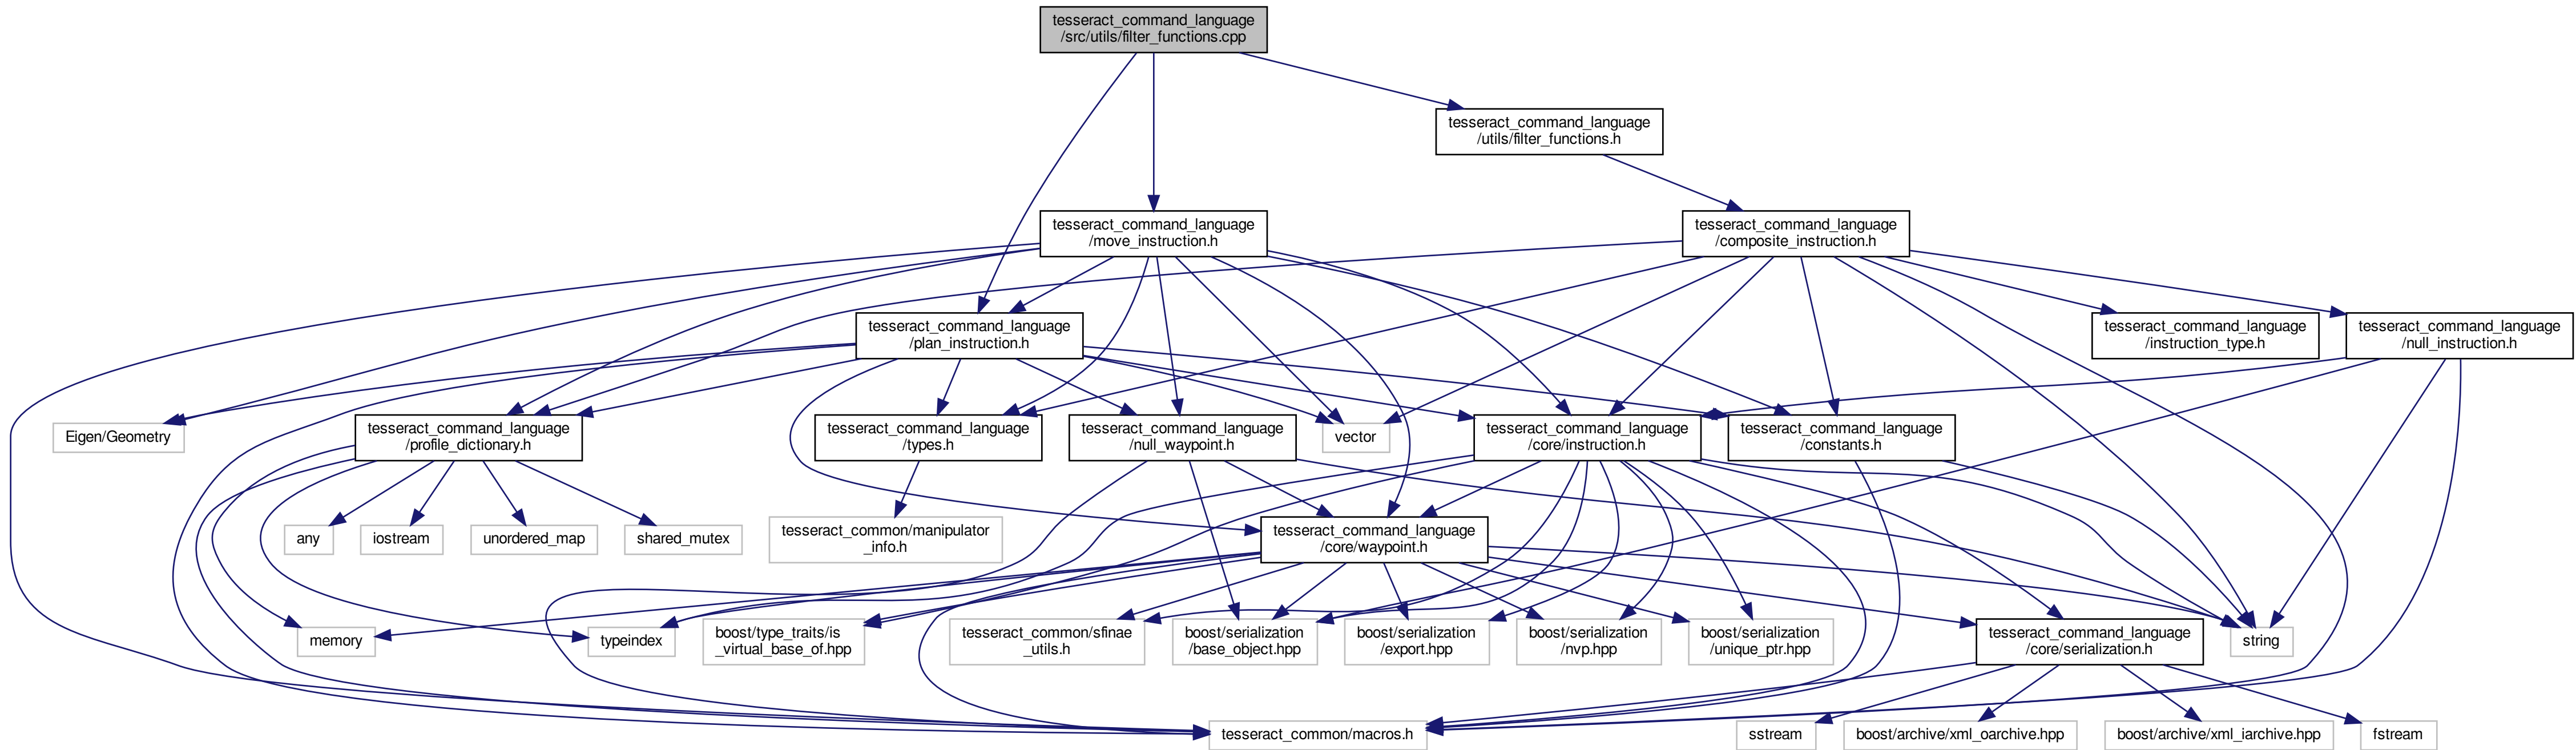 tesseract_command_language
/src/utils/filter_functions.cpp
tesseract_command_language
/utils/filter_functions.h
tesseract_command_language
/move_instruction.h
tesseract_command_language
/composite_instruction.h
tesseract_command_language
/plan_instruction.h
tesseract_command_language
/instruction_type.h
tesseract_command_language
/null_instruction.h
Eigen/Geometry
tesseract_command_language
/profile_dictionary.h
tesseract_command_language
/types.h
tesseract_command_language
/null_waypoint.h
vector
tesseract_command_language
/core/instruction.h
tesseract_command_language
/constants.h
any
iostream
unordered_map
shared_mutex
tesseract_common/manipulator
_info.h
tesseract_command_language
/core/waypoint.h
memory
typeindex
boost/type_traits/is
_virtual_base_of.hpp
tesseract_common/sfinae
_utils.h
boost/serialization
/base_object.hpp
boost/serialization
/export.hpp
boost/serialization
/nvp.hpp
boost/serialization
/unique_ptr.hpp
tesseract_command_language
/core/serialization.h
string
tesseract_common/macros.h
sstream
boost/archive/xml_oarchive.hpp
boost/archive/xml_iarchive.hpp
fstream